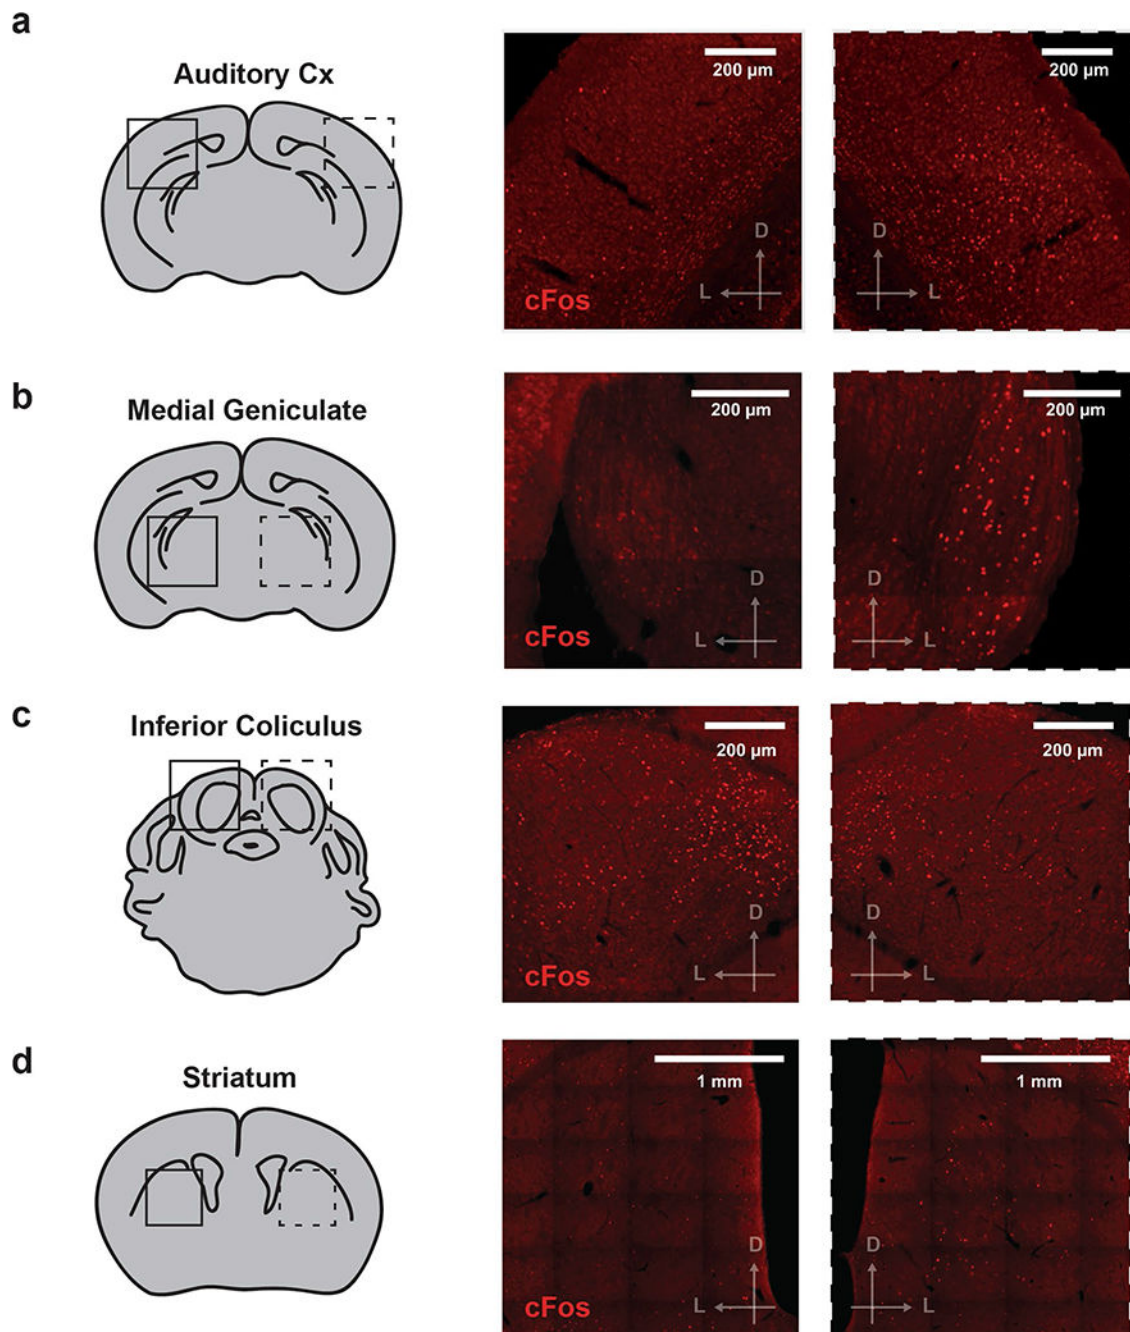 a
Auditory Cx
200 µm
D
L
cFos
200 µm
D
L
b
Medial Geniculate
200 µm
D
L
cFos
200 µm
D
L
c
Inferior Coliculus
200 µm
D
L
cFos
200 µm
D
L
d
Striatum
1 mm
D
L
cFos
1 mm
D
L